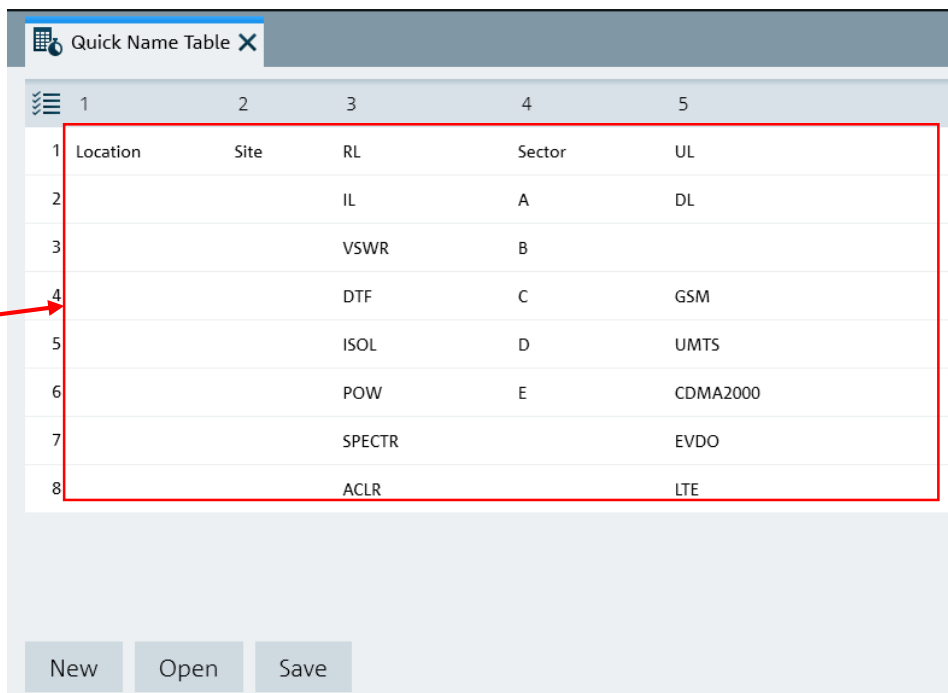 Quick Name Table
1 2 3 4 5
1 Location Site RL Sector UL
2 IL A DL
3 VSWR B
4 DTF C GSM
5 ISOL D UMTS
6 POW E CDMA2000
7 SPECTR EVDO
8 ACLR LTE
New Open Save